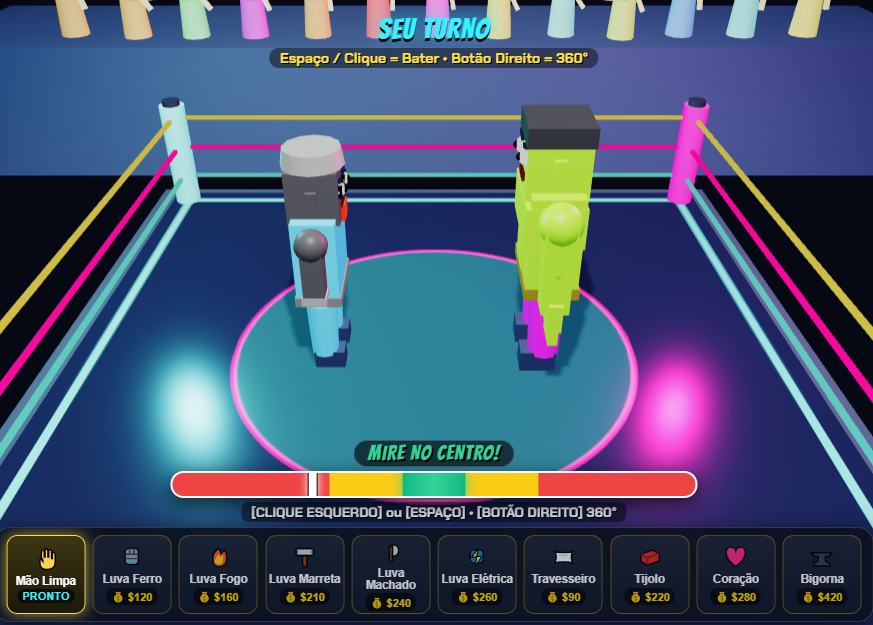 SEU TURNO
Espaço / Clique = Bater • Botão Direito = 360°
MIRE NO CENTRO!
[CLIQUE ESQUERDO] ou [ESPAÇO] • [BOTÃO DIREITO] 360°
Mão Limpa
PRONTO
Luva Ferro
$120
Luva Fogo
$160
Luva Marreta
$210
Luva
Machado
$240
Luva Elétrica
$260
Travesseiro
$90
Tijolo
$220
Coração
$280
Bigorna
$420